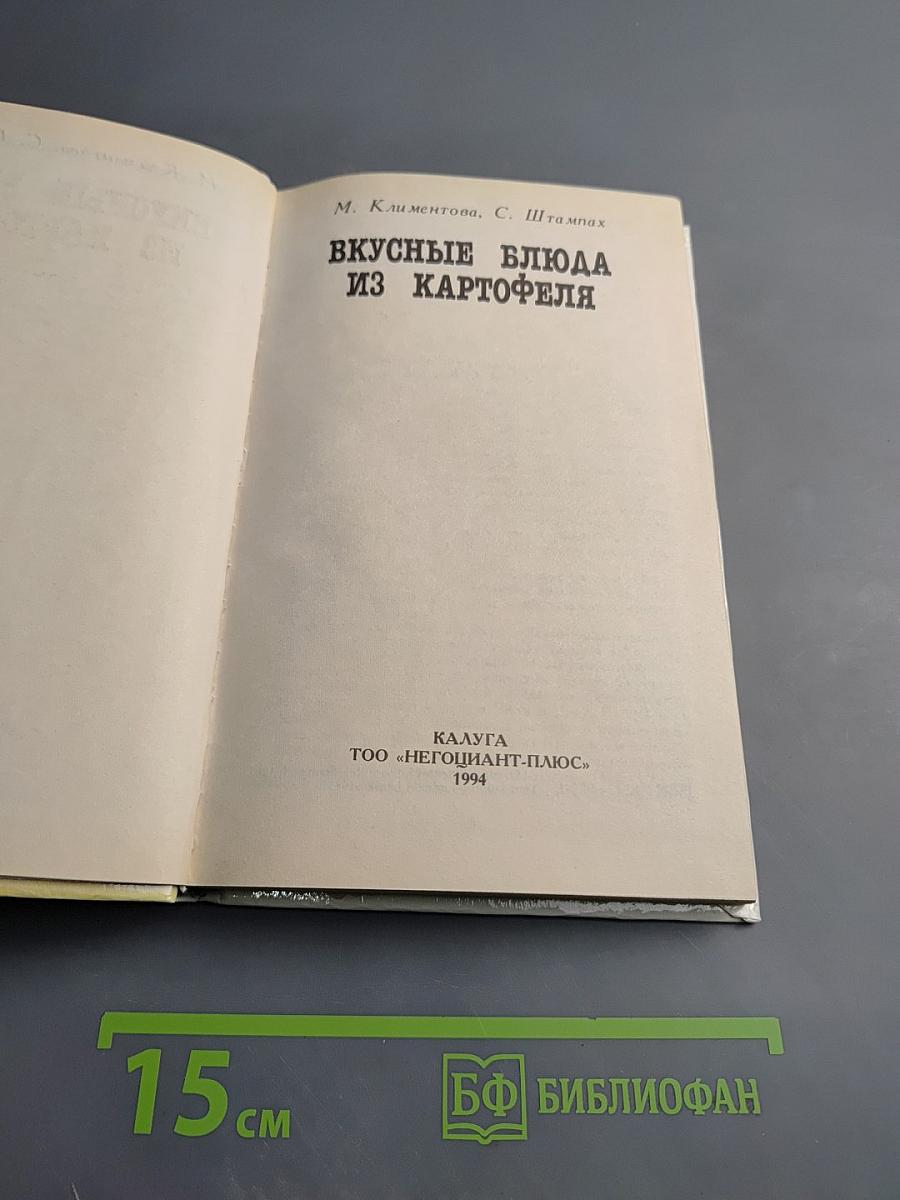 М. Климентова, С. Штампах
ВКУСНЫЕ БЛЮДА
ИЗ КАРТОФЕЛЯ
КАЛУГА
ТОО «НЕГОЦИАНТ-ПЛЮС»
1994
15 см
БФ БИБЛИОФАН